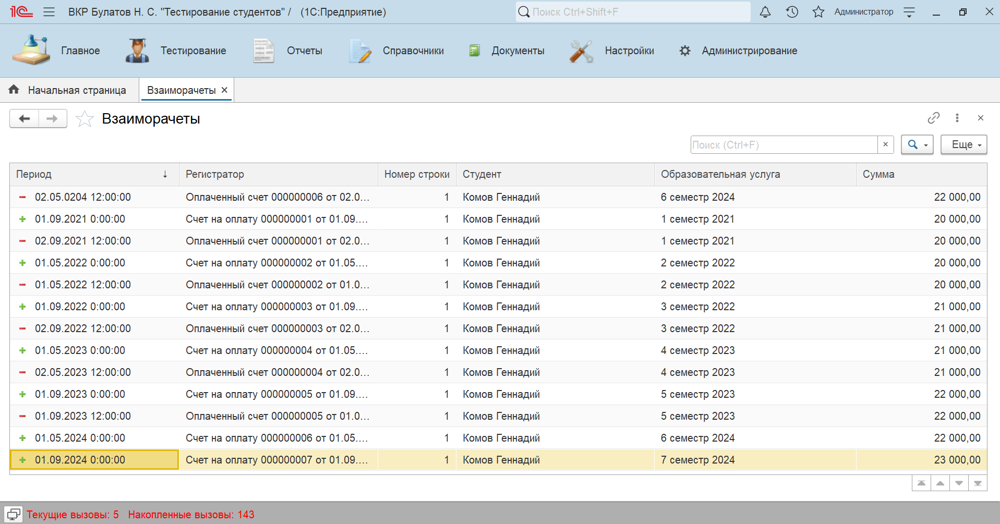 1С ВКР Булатов Н. С. "Тестирование студентов" / (1С:Предприятие) Поиск Ctrl+Shift+F Администратор
Главное Тестирование Отчеты Справочники Документы Настройки Администрирование
Начальная страница Взаиморачеты
Взаиморачеты
Поиск (Ctrl+F) Еще
Период Регистратор Номер строки Студент Образовательная услуга Сумма
02.05.0204 12:00:00 Оплаченный счет 000000006 от 02.0... 1 Комов Геннадий 6 семестр 2024 22 000,00
01.09.2021 0:00:00 Счет на оплату 000000001 от 01.09.... 1 Комов Геннадий 1 семестр 2021 20 000,00
02.09.2021 12:00:00 Оплаченный счет 000000001 от 02.0... 1 Комов Геннадий 1 семестр 2021 20 000,00
01.05.2022 0:00:00 Счет на оплату 000000002 от 01.05.... 1 Комов Геннадий 2 семестр 2022 20 000,00
01.05.2022 12:00:00 Оплаченный счет 000000002 от 01.0... 1 Комов Геннадий 2 семестр 2022 20 000,00
01.09.2022 0:00:00 Счет на оплату 000000003 от 01.09.... 1 Комов Геннадий 3 семестр 2022 21 000,00
02.09.2022 12:00:00 Оплаченный счет 000000003 от 02.0... 1 Комов Геннадий 3 семестр 2022 21 000,00
01.05.2023 0:00:00 Счет на оплату 000000004 от 01.05.... 1 Комов Геннадий 4 семестр 2023 21 000,00
02.05.2023 12:00:00 Оплаченный счет 000000004 от 02.0... 1 Комов Геннадий 4 семестр 2023 21 000,00
01.09.2023 0:00:00 Счет на оплату 000000005 от 01.09.... 1 Комов Геннадий 5 семестр 2023 22 000,00
01.09.2023 12:00:00 Оплаченный счет 000000005 от 01.0... 1 Комов Геннадий 5 семестр 2023 22 000,00
01.05.2024 0:00:00 Счет на оплату 000000006 от 01.05.... 1 Комов Геннадий 6 семестр 2024 22 000,00
01.09.2024 0:00:00 Счет на оплату 000000007 от 01.09.... 1 Комов Геннадий 7 семестр 2024 23 000,00
Текущие вызовы: 5 Накопленные вызовы: 143